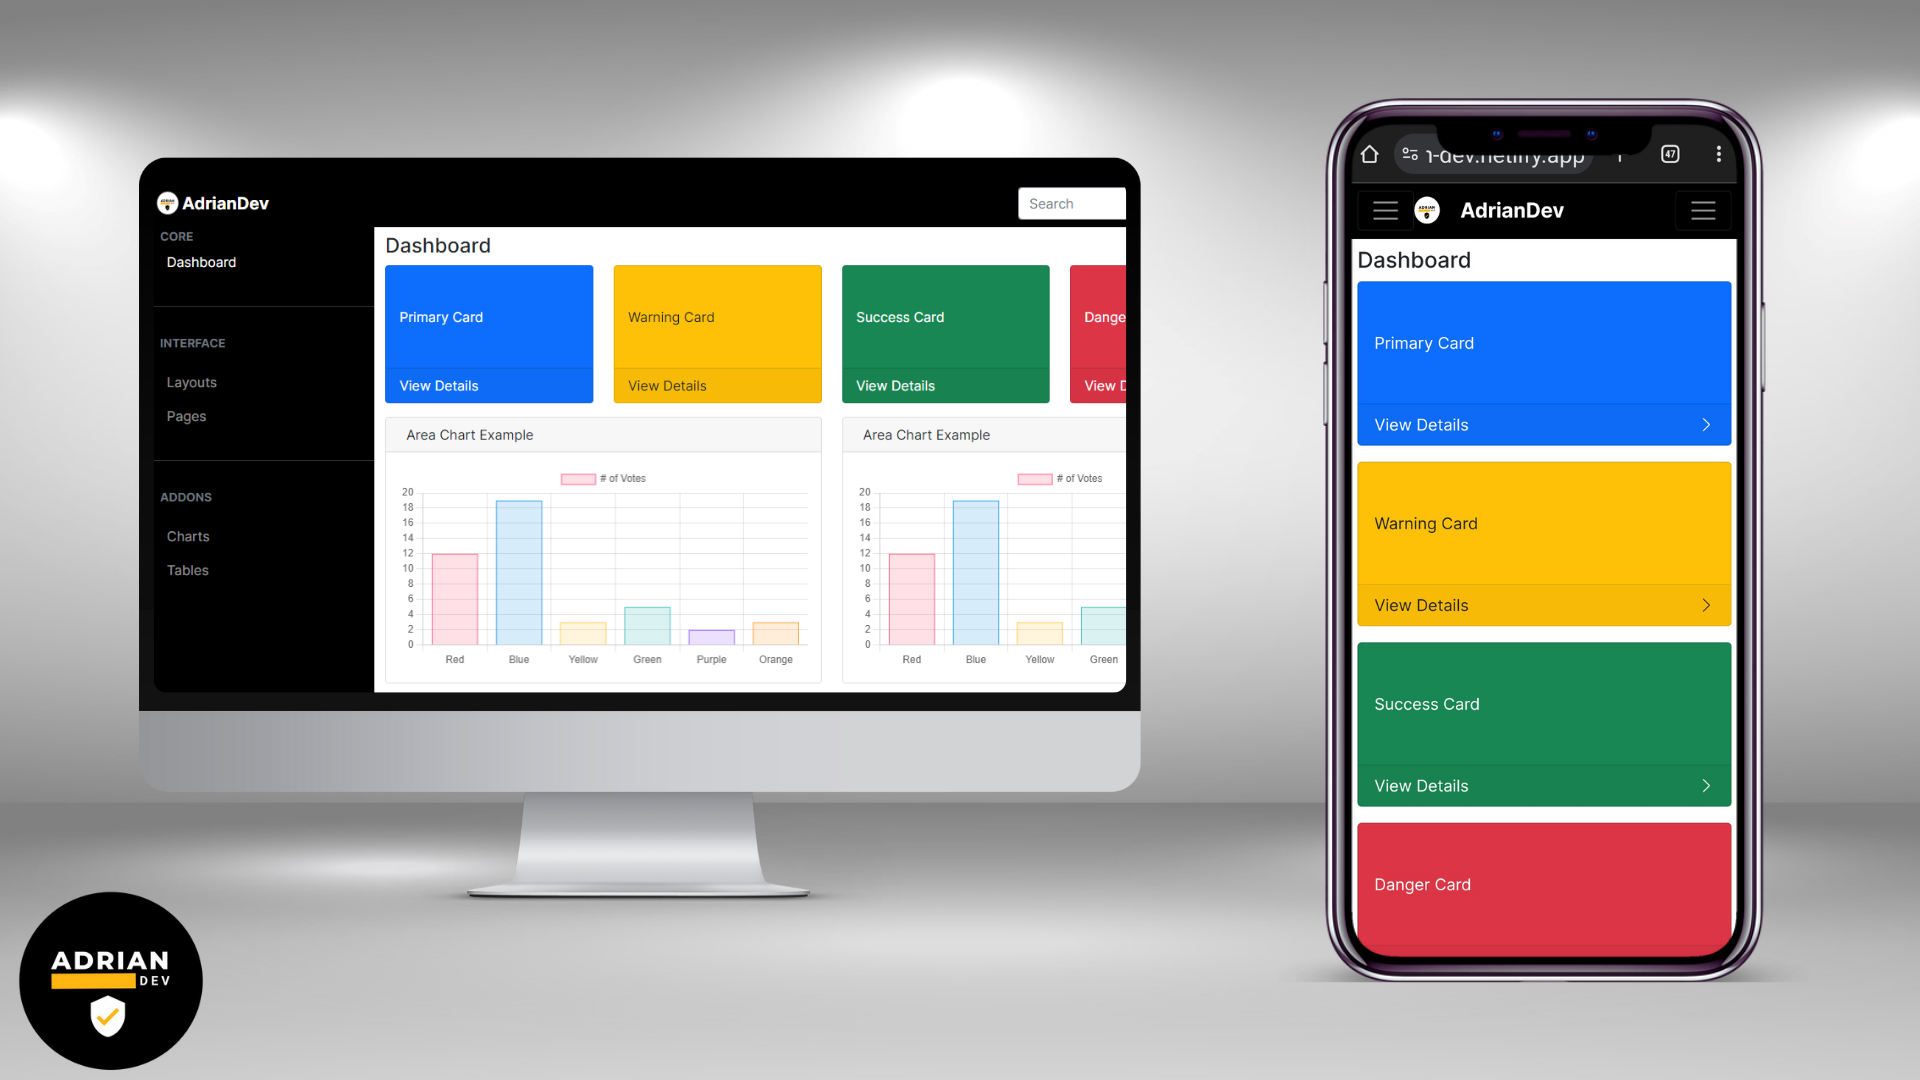 AdrianDev
Search
CORE
Dashboard
INTERFACE
Layouts
Pages
ADDONS
Charts
Tables
Dashboard
Primary Card
View Details
Warning Card
View Details
Success Card
View Details
Dange
View D
Area Chart Example
# of Votes
20
18
16
14
12
10
8
6
4
2
0
Red Blue Yellow Green Purple Orange
Area Chart Example
# of Votes
20
18
16
14
12
10
8
6
4
2
0
Red Blue Yellow Green
-dev.netlify.app
47
AdrianDev
Dashboard
Primary Card
View Details
Warning Card
View Details
Success Card
View Details
Danger Card
ADRIAN
DEV